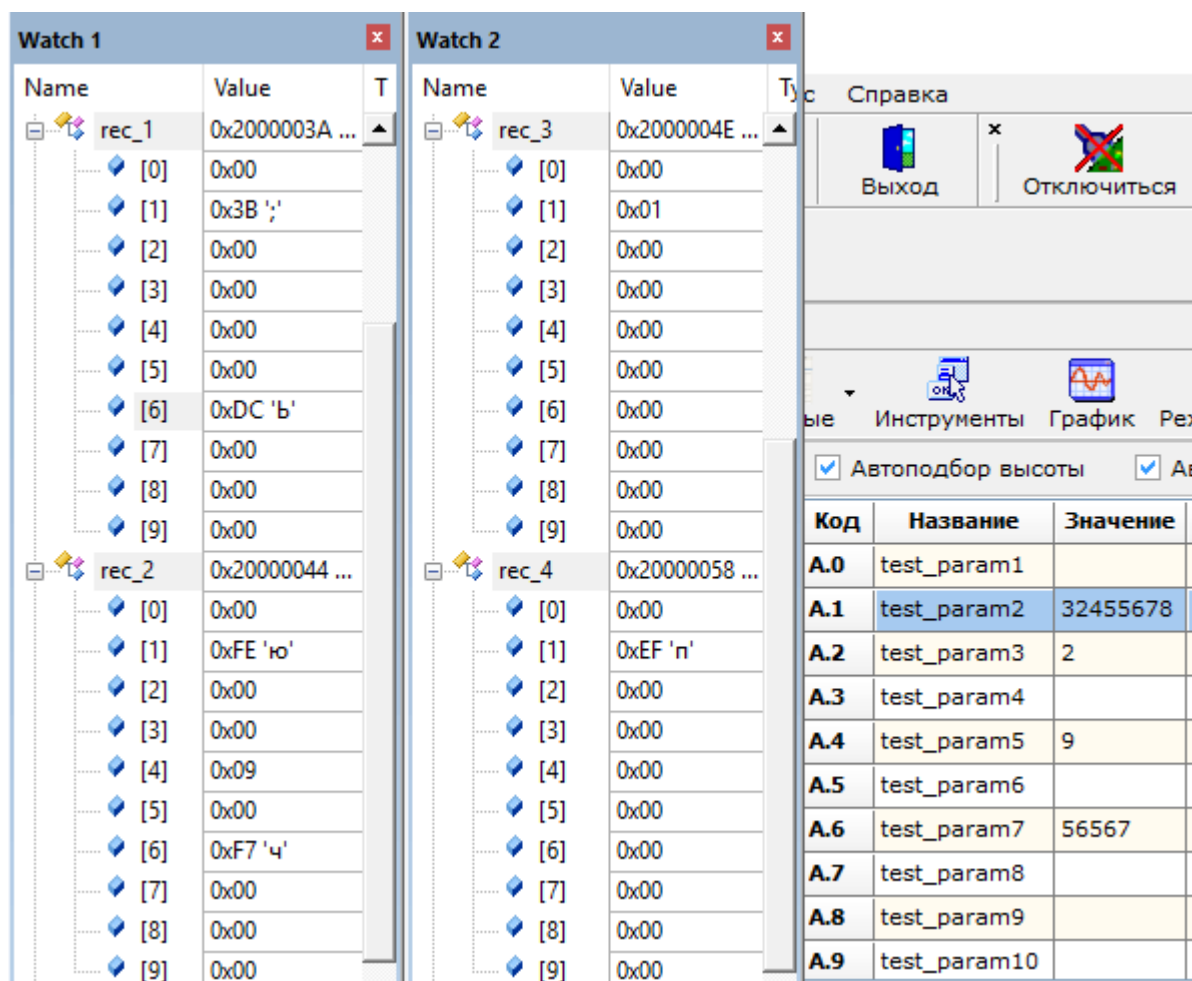 Watch 1
Name Value T
rec_1 0x2000003A ...
[0] 0x00
[1] 0x3B ';'
[2] 0x00
[3] 0x00
[4] 0x00
[5] 0x00
[6] 0xDC 'Ь'
[7] 0x00
[8] 0x00
[9] 0x00
rec_2 0x20000044 ...
[0] 0x00
[1] 0xFE 'ю'
[2] 0x00
[3] 0x00
[4] 0x09
[5] 0x00
[6] 0xF7 'ч'
[7] 0x00
[8] 0x00
[9] 0x00
Watch 2
Name Value Ty
rec_3 0x2000004E ...
[0] 0x00
[1] 0x01
[2] 0x00
[3] 0x00
[4] 0x00
[5] 0x00
[6] 0x00
[7] 0x00
[8] 0x00
[9] 0x00
rec_4 0x20000058 ...
[0] 0x00
[1] 0xEF 'п'
[2] 0x00
[3] 0x00
[4] 0x00
[5] 0x00
[6] 0x00
[7] 0x00
[8] 0x00
[9] 0x00
с Справка
Выход Отключиться
ые Инструменты График Реж
Автоподбор высоты Ав
Код Название Значение
A.0 test_param1
A.1 test_param2 32455678
A.2 test_param3 2
A.3 test_param4
A.4 test_param5 9
A.5 test_param6
A.6 test_param7 56567
A.7 test_param8
A.8 test_param9
A.9 test_param10